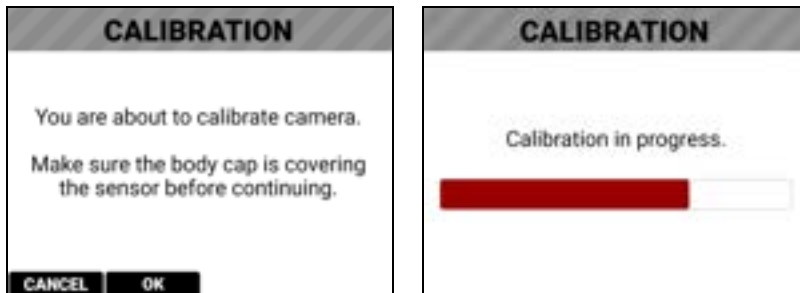 CALIBRATION
You are about to calibrate camera.
Make sure the body cap is covering
the sensor before continuing.
CANCEL
OK
CALIBRATION
Calibration in progress.